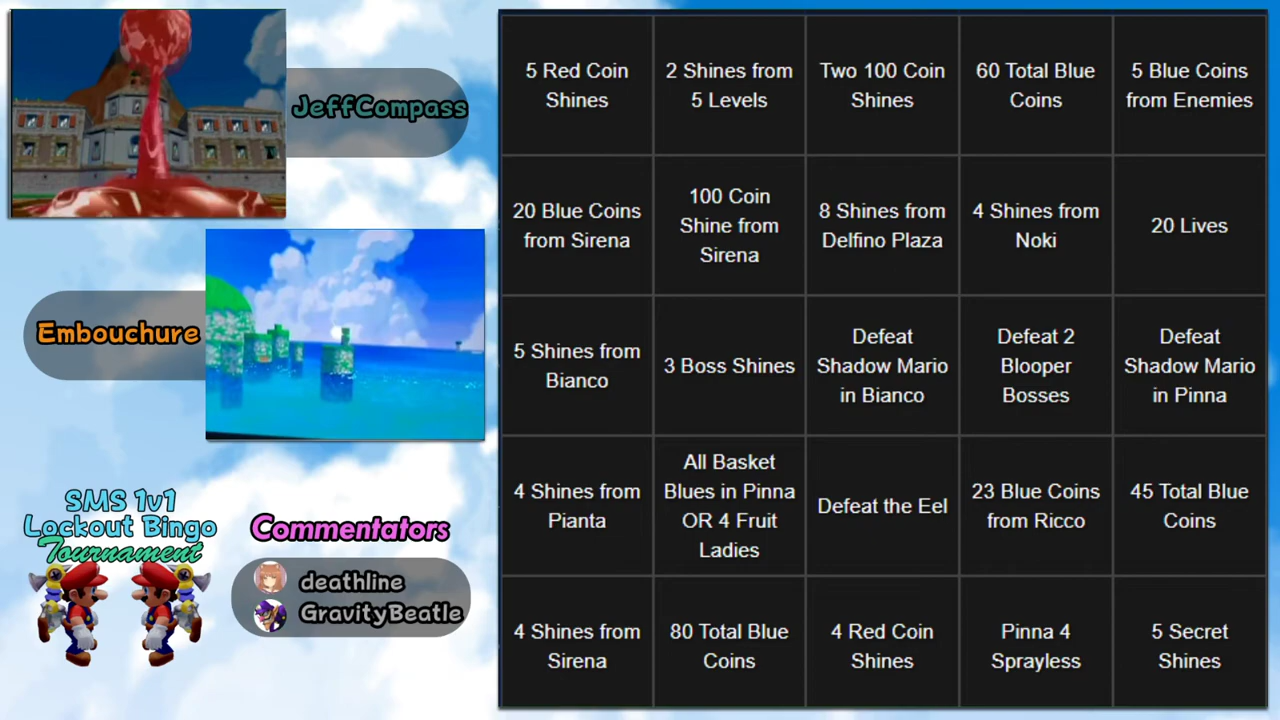 JeffCompass
Embouchure
SMS 1v1
Lockout Bingo
Tournament
Commentators
deathline
GravityBeatle
5 Red Coin
Shines
2 Shines from
5 Levels
Two 100 Coin
Shines
60 Total Blue
Coins
5 Blue Coins
from Enemies
20 Blue Coins
from Sirena
100 Coin
Shine from
Sirena
8 Shines from
Delfino Plaza
4 Shines from
Noki
20 Lives
5 Shines from
Bianco
3 Boss Shines
Defeat
Shadow Mario
in Bianco
Defeat 2
Blooper
Bosses
Defeat
Shadow Mario
in Pinna
4 Shines from
Pianta
All Basket
Blues in Pinna
OR 4 Fruit
Ladies
Defeat the Eel
23 Blue Coins
from Ricco
45 Total Blue
Coins
4 Shines from
Sirena
80 Total Blue
Coins
4 Red Coin
Shines
Pinna 4
Sprayless
5 Secret
Shines